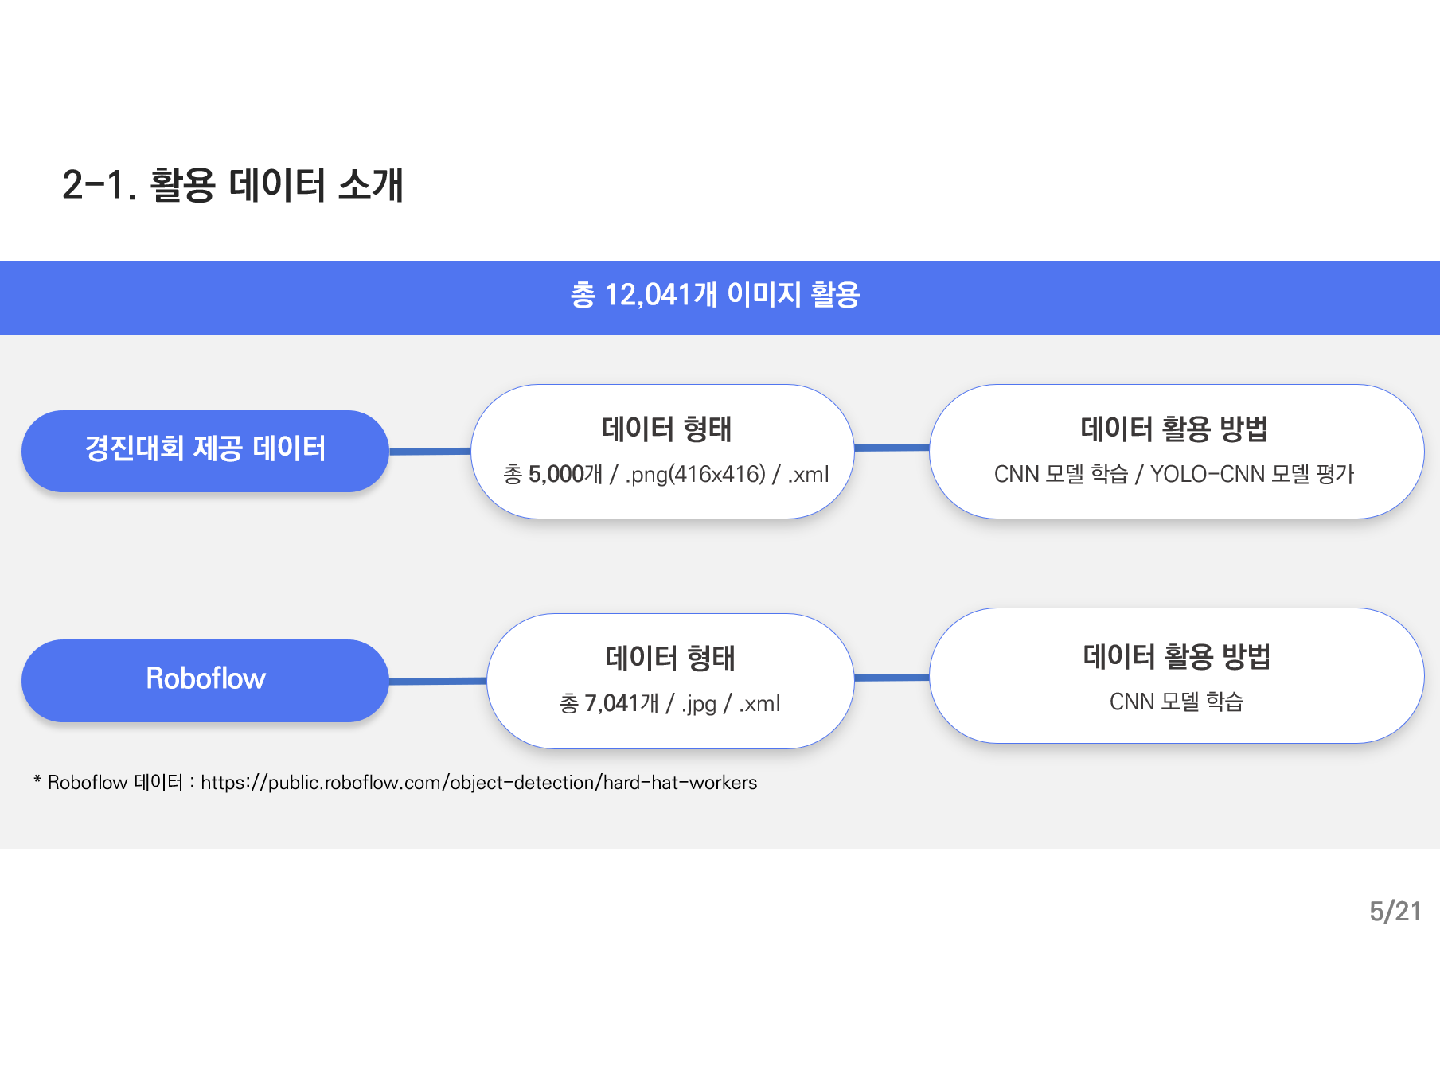 2-1. 활용 데이터 소개
총 12,041개 이미지 활용
경진대회 제공 데이터
데이터 형태
총 5,000개 / .png(416x416) / .xml
데이터 활용 방법
CNN 모델 학습 / YOLO-CNN 모델 평가
Roboflow
데이터 형태
총 7,041개 / .jpg / .xml
데이터 활용 방법
CNN 모델 학습
* Roboflow 데이터 : https://public.roboflow.com/object-detection/hard-hat-workers
5/21